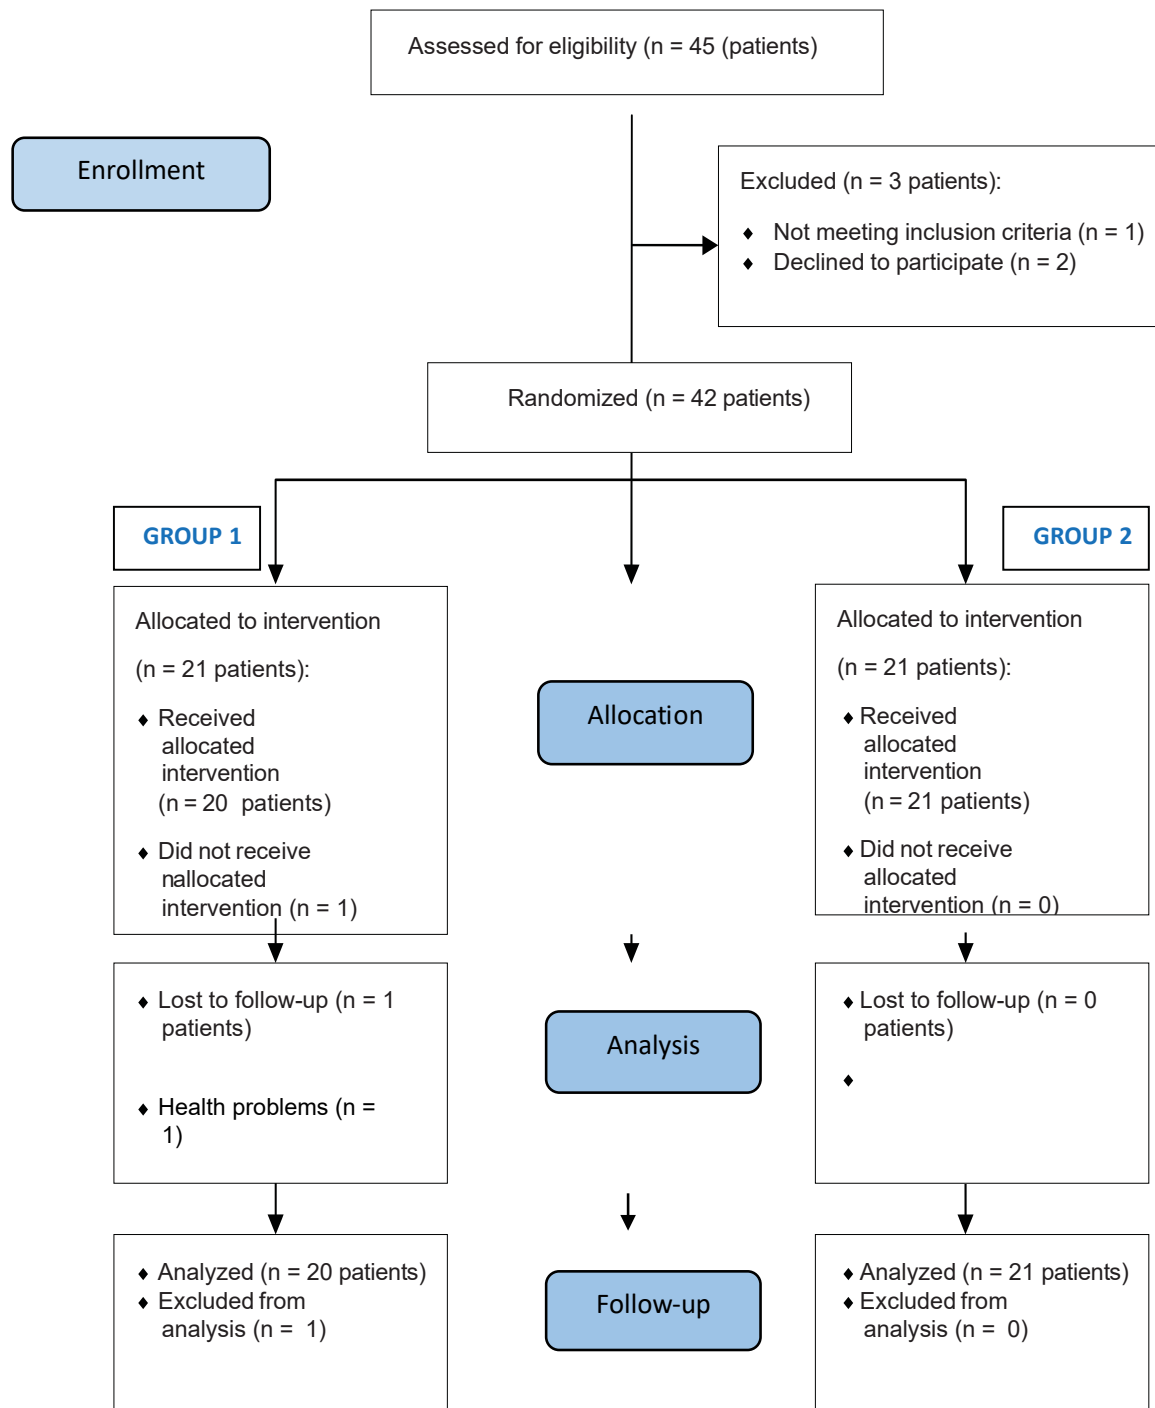 Assessed for eligibility (n = 45 (patients)
Enrollment
Excluded (n = 3 patients):
♦ Not meeting inclusion criteria (n = 1)
♦ Declined to participate (n = 2)
Randomized (n = 42 patients)
GROUP 1
GROUP 2
Allocated to intervention
(n = 21 patients):
♦ Received
allocated
intervention
(n = 20 patients)
♦ Did not receive
nallocated
intervention (n = 1)
Allocation
Allocated to intervention
(n = 21 patients):
♦ Received
allocated
intervention
(n = 21 patients)
♦ Did not receive
allocated
intervention (n = 0)
♦ Lost to follow-up (n = 1
patients)
♦ Health problems (n =
1)
Analysis
♦ Lost to follow-up (n = 0
patients)
♦
♦ Analyzed (n = 20 patients)
♦ Excluded from
analysis (n = 1)
Follow-up
♦ Analyzed (n = 21 patients)
♦ Excluded from
analysis (n = 0)